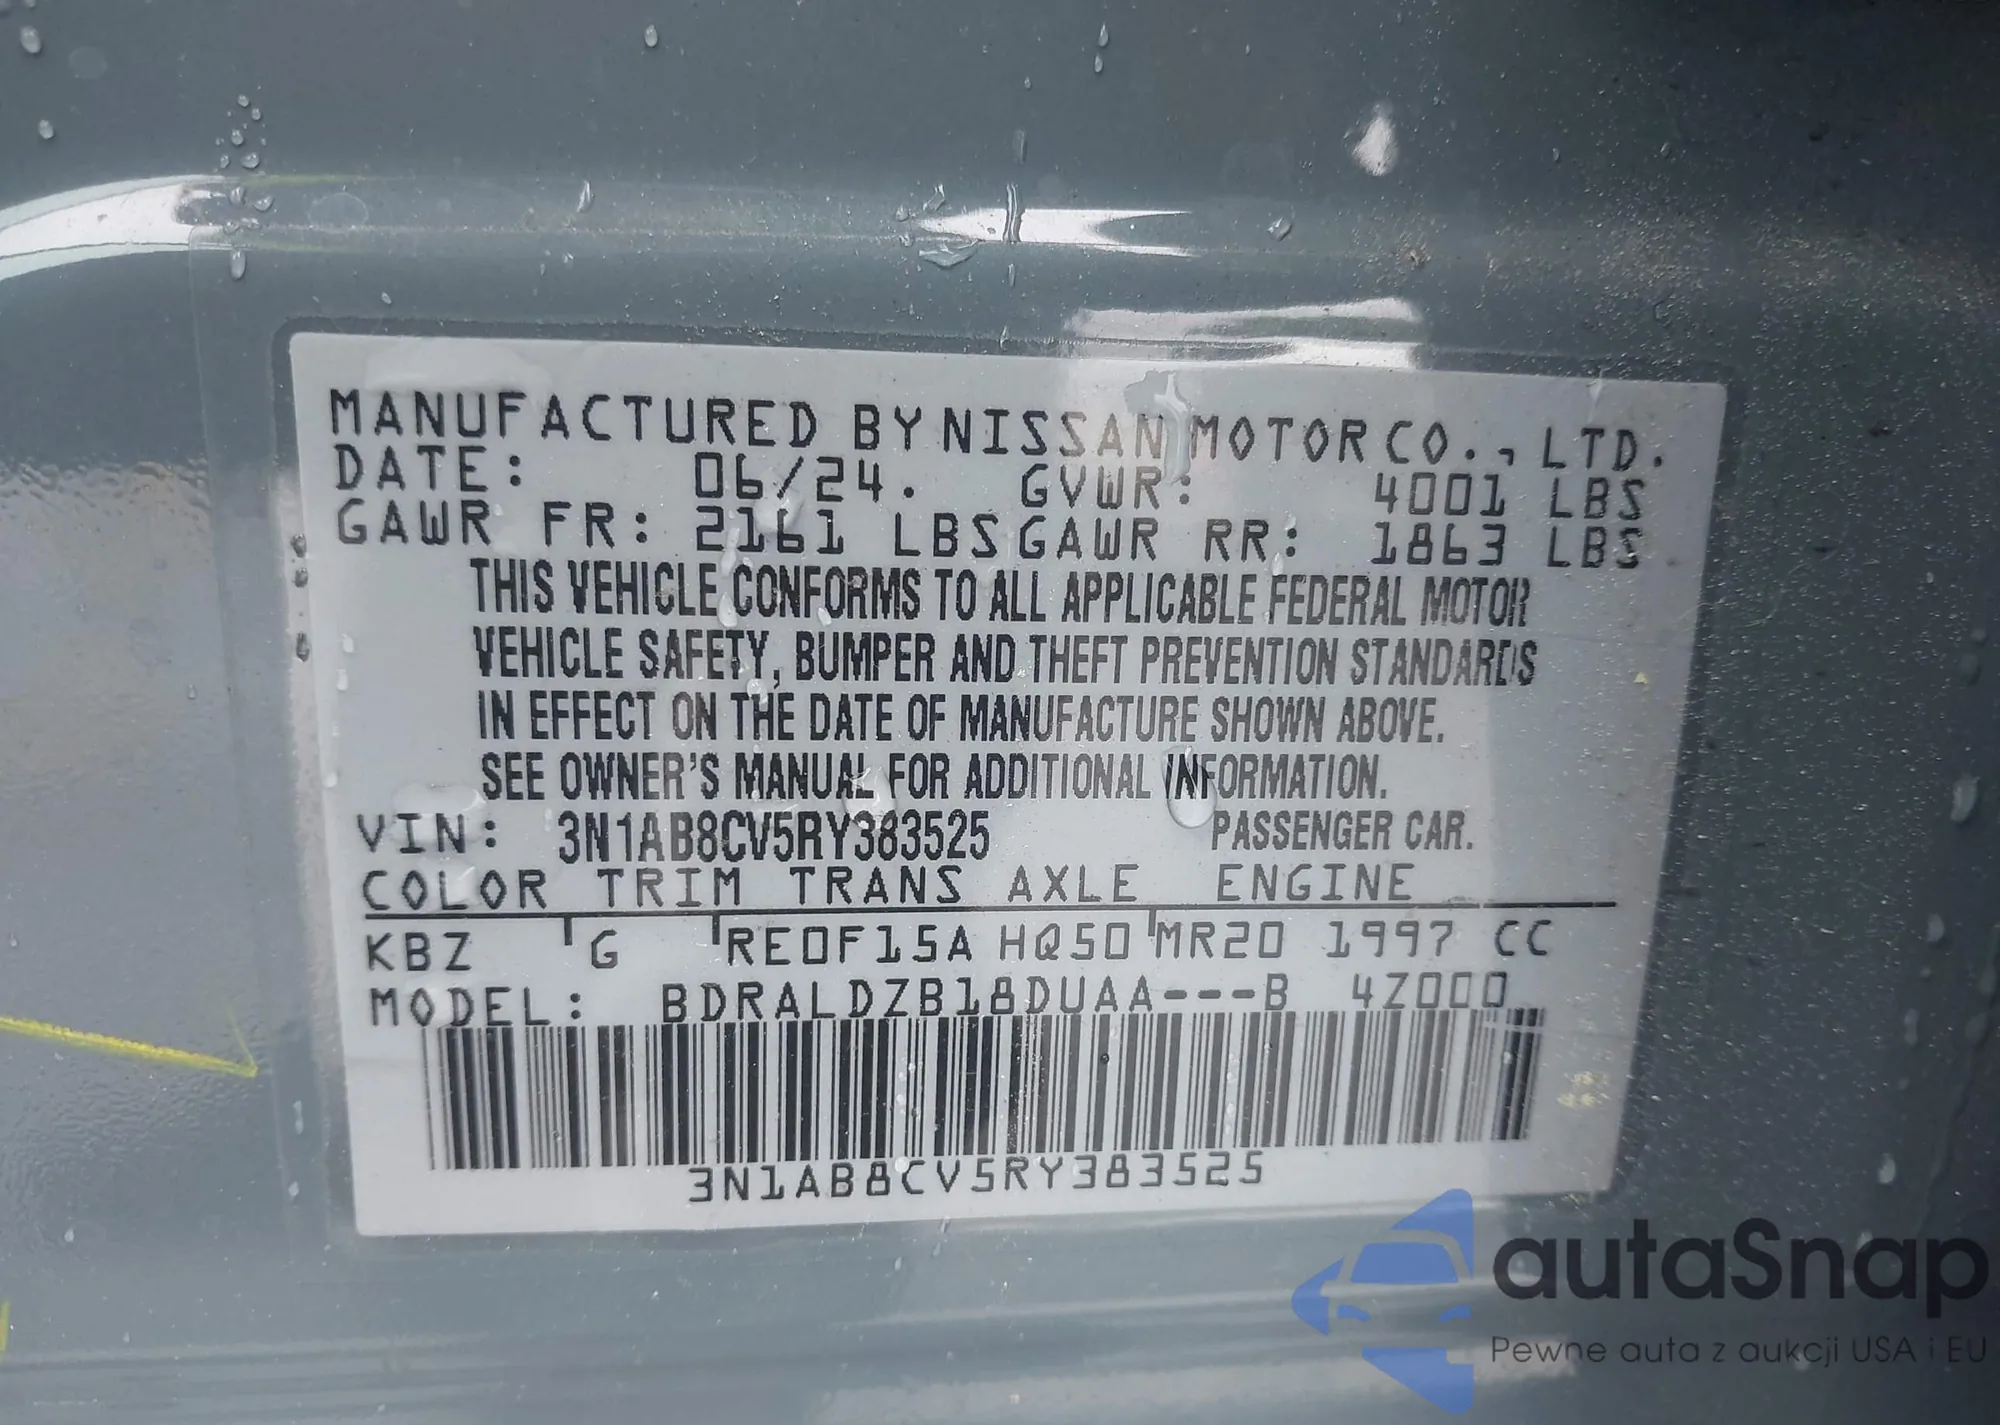 MANUFACTURED BY NISSAN MOTOR CO., LTD.
DATE: 06/24. GVWR: 4001 LBS
GAWR FR: 2161 LBS GAWR RR: 1863 LBS
THIS VEHICLE CONFORMS TO ALL APPLICABLE FEDERAL MOTOR
VEHICLE SAFETY, BUMPER AND THEFT PREVENTION STANDARDS
IN EFFECT ON THE DATE OF MANUFACTURE SHOWN ABOVE.
SEE OWNER'S MANUAL FOR ADDITIONAL INFORMATION.
VIN: 3N1AB8CV5RY383525 PASSENGER CAR.
COLOR TRIM TRANS AXLE ENGINE
KBZ G RE0F15A HQ50 MR20 1997 CC
MODEL: BDRALDZB18DUAA---B 4Z000
3N1AB8CV5RY383525
autaSnap
Pewne auta z aukcji USA i EU